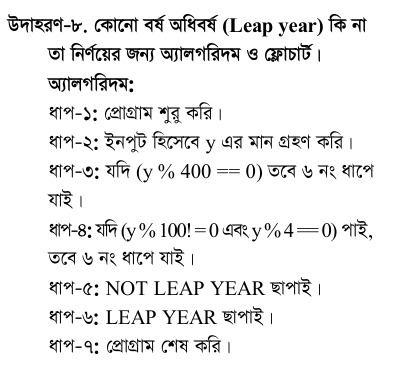 উদাহরণ-৮. কোনো বর্ষ অধিবর্ষ (Leap year) কি না
তা নির্ণয়ের জন্য অ্যালগরিদম ও ফ্লোচার্ট।
অ্যালগরিদম:
ধাপ-১: প্রোগ্রাম শুরু করি।
ধাপ-২: ইনপুট হিসেবে y এর মান গ্রহণ করি।
ধাপ-৩: যদি (y % 400 == 0) তবে ৬ নং ধাপে
যাই।
ধাপ-৪: যদি (y % 100! = 0 এবং y % 4 == 0) পাই,
তবে ৬ নং ধাপে যাই।
ধাপ-৫: NOT LEAP YEAR ছাপাই।
ধাপ-৬: LEAP YEAR ছাপাই।
ধাপ-৭: প্রোগ্রাম শেষ করি।